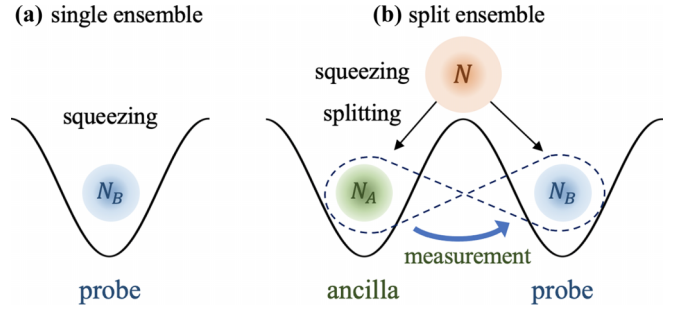 (a) single ensemble
squeezing
N_B
probe
(b) split ensemble
N
squeezing
splitting
N_A
N_B
measurement
ancilla
probe